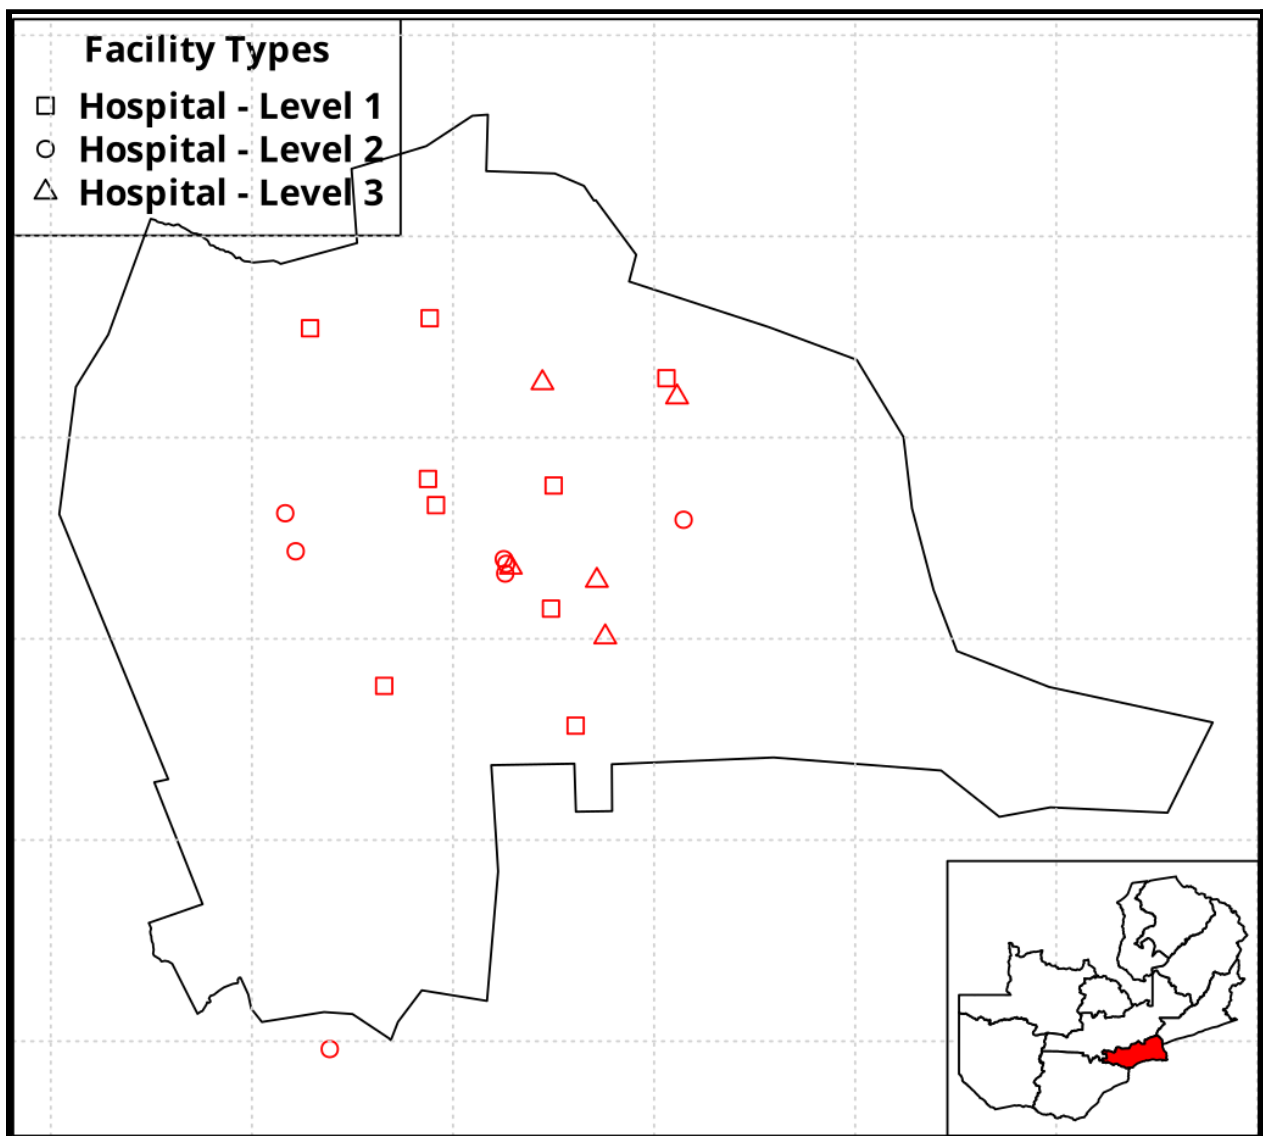 Facility Types
Hospital - Level 1
Hospital - Level 2
Hospital - Level 3